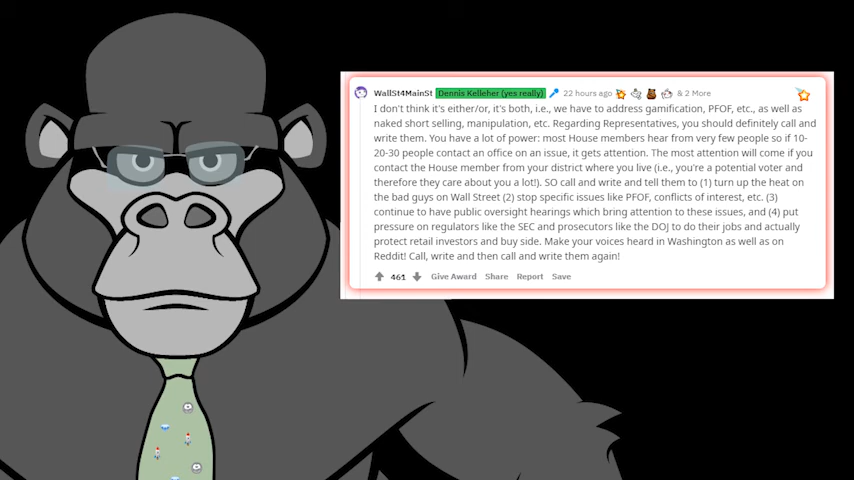 WallSt4MainSt Dennis Kelleher (yes really) 22 hours ago & 2 More
I don't think it's either/or, it's both, i.e., we have to address gamification, PFOF, etc., as well as
naked short selling, manipulation, etc. Regarding Representatives, you should definitely call and
write them. You have a lot of power: most House members hear from very few people so if 10-
20-30 people contact an office on an issue, it gets attention. The most attention will come if you
contact the House member from your district where you live (i.e., you're a potential voter and
therefore they care about you a lot!). SO call and write and tell them to (1) turn up the heat on
the bad guys on Wall Street (2) stop specific issues like PFOF, conflicts of interest, etc. (3)
continue to have public oversight hearings which bring attention to these issues, and (4) put
pressure on regulators like the SEC and prosecutors like the DOJ to do their jobs and actually
protect retail investors and buy side. Make your voices heard in Washington as well as on
Reddit! Call, write and then call and write them again!
461 Give Award Share Report Save